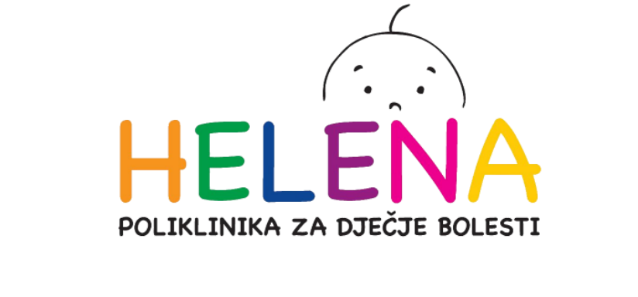 HELENA
POLIKLINIKA ZA DJEČJE BOLESTI